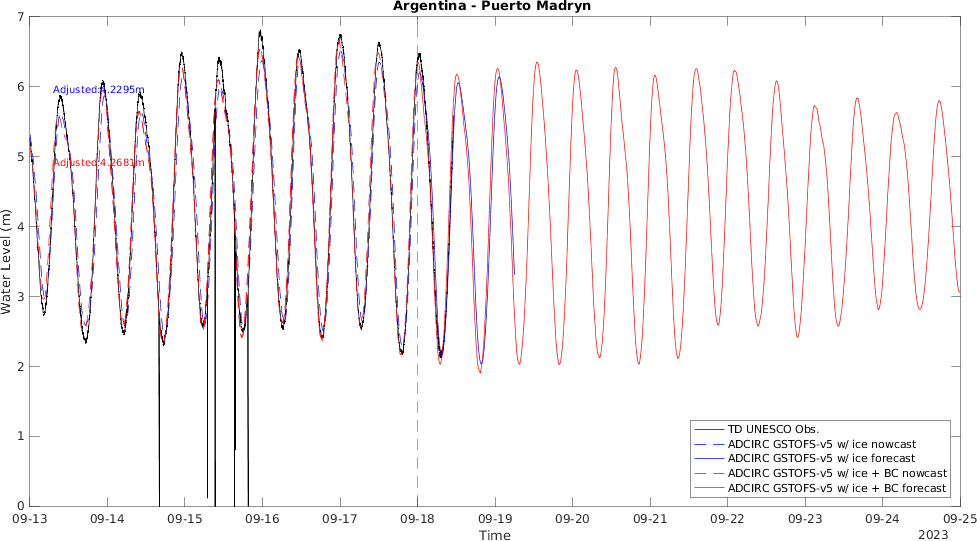 Argentina - Puerto Madryn
7
6
5
4
3
2
1
0
Water Level (m)
Adjusted:4.2295m
Adjusted:4.2681m
TD UNESCO Obs.
ADCIRC GSTOFS-v5 w/ ice nowcast
ADCIRC GSTOFS-v5 w/ ice forecast
ADCIRC GSTOFS-v5 w/ ice + BC nowcast
ADCIRC GSTOFS-v5 w/ ice + BC forecast
09-13 09-14 09-15 09-16 09-17 09-18 09-19 09-20 09-21 09-22 09-23 09-24 09-25
Time
2023